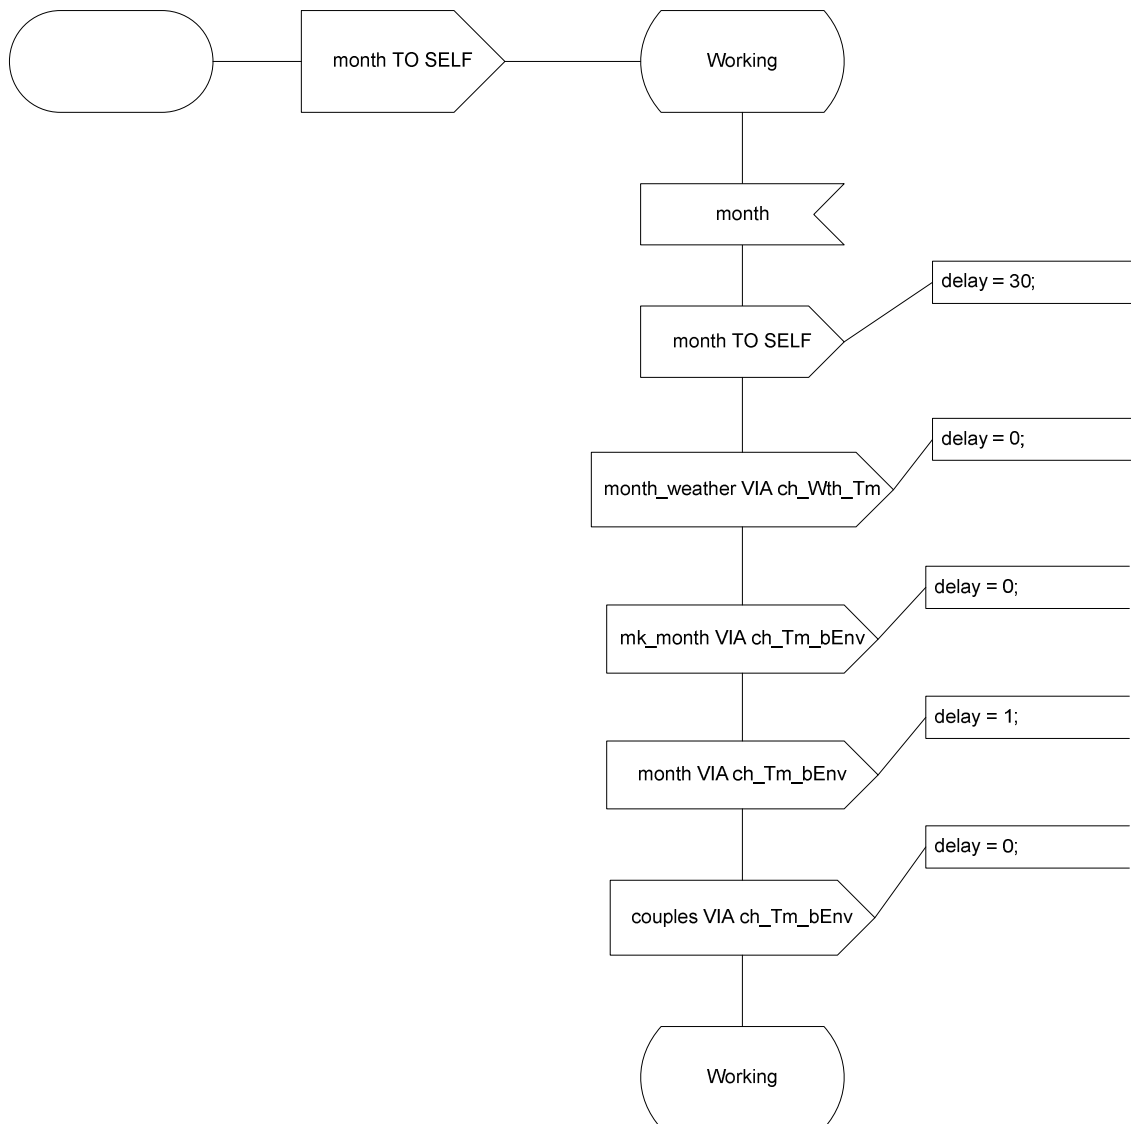 month TO SELF
Working
month
delay = 30;
month TO SELF
delay = 0;
month_weather VIA ch_Wth_Tm
delay = 0;
mk_month VIA ch_Tm_bEnv
delay = 1;
month VIA ch_Tm_bEnv
delay = 0;
couples VIA ch_Tm_bEnv
Working